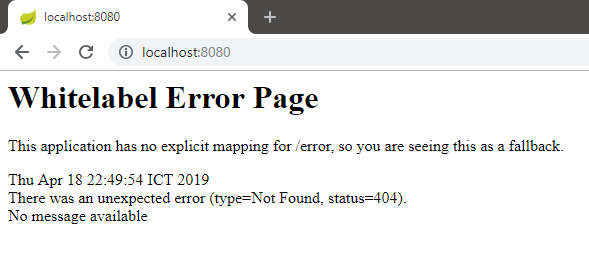 localhost:8080
localhost:8080
Whitelabel Error Page
This application has no explicit mapping for /error, so you are seeing this as a fallback.
Thu Apr 18 22:49:54 ICT 2019
There was an unexpected error (type=Not Found, status=404).
No message available